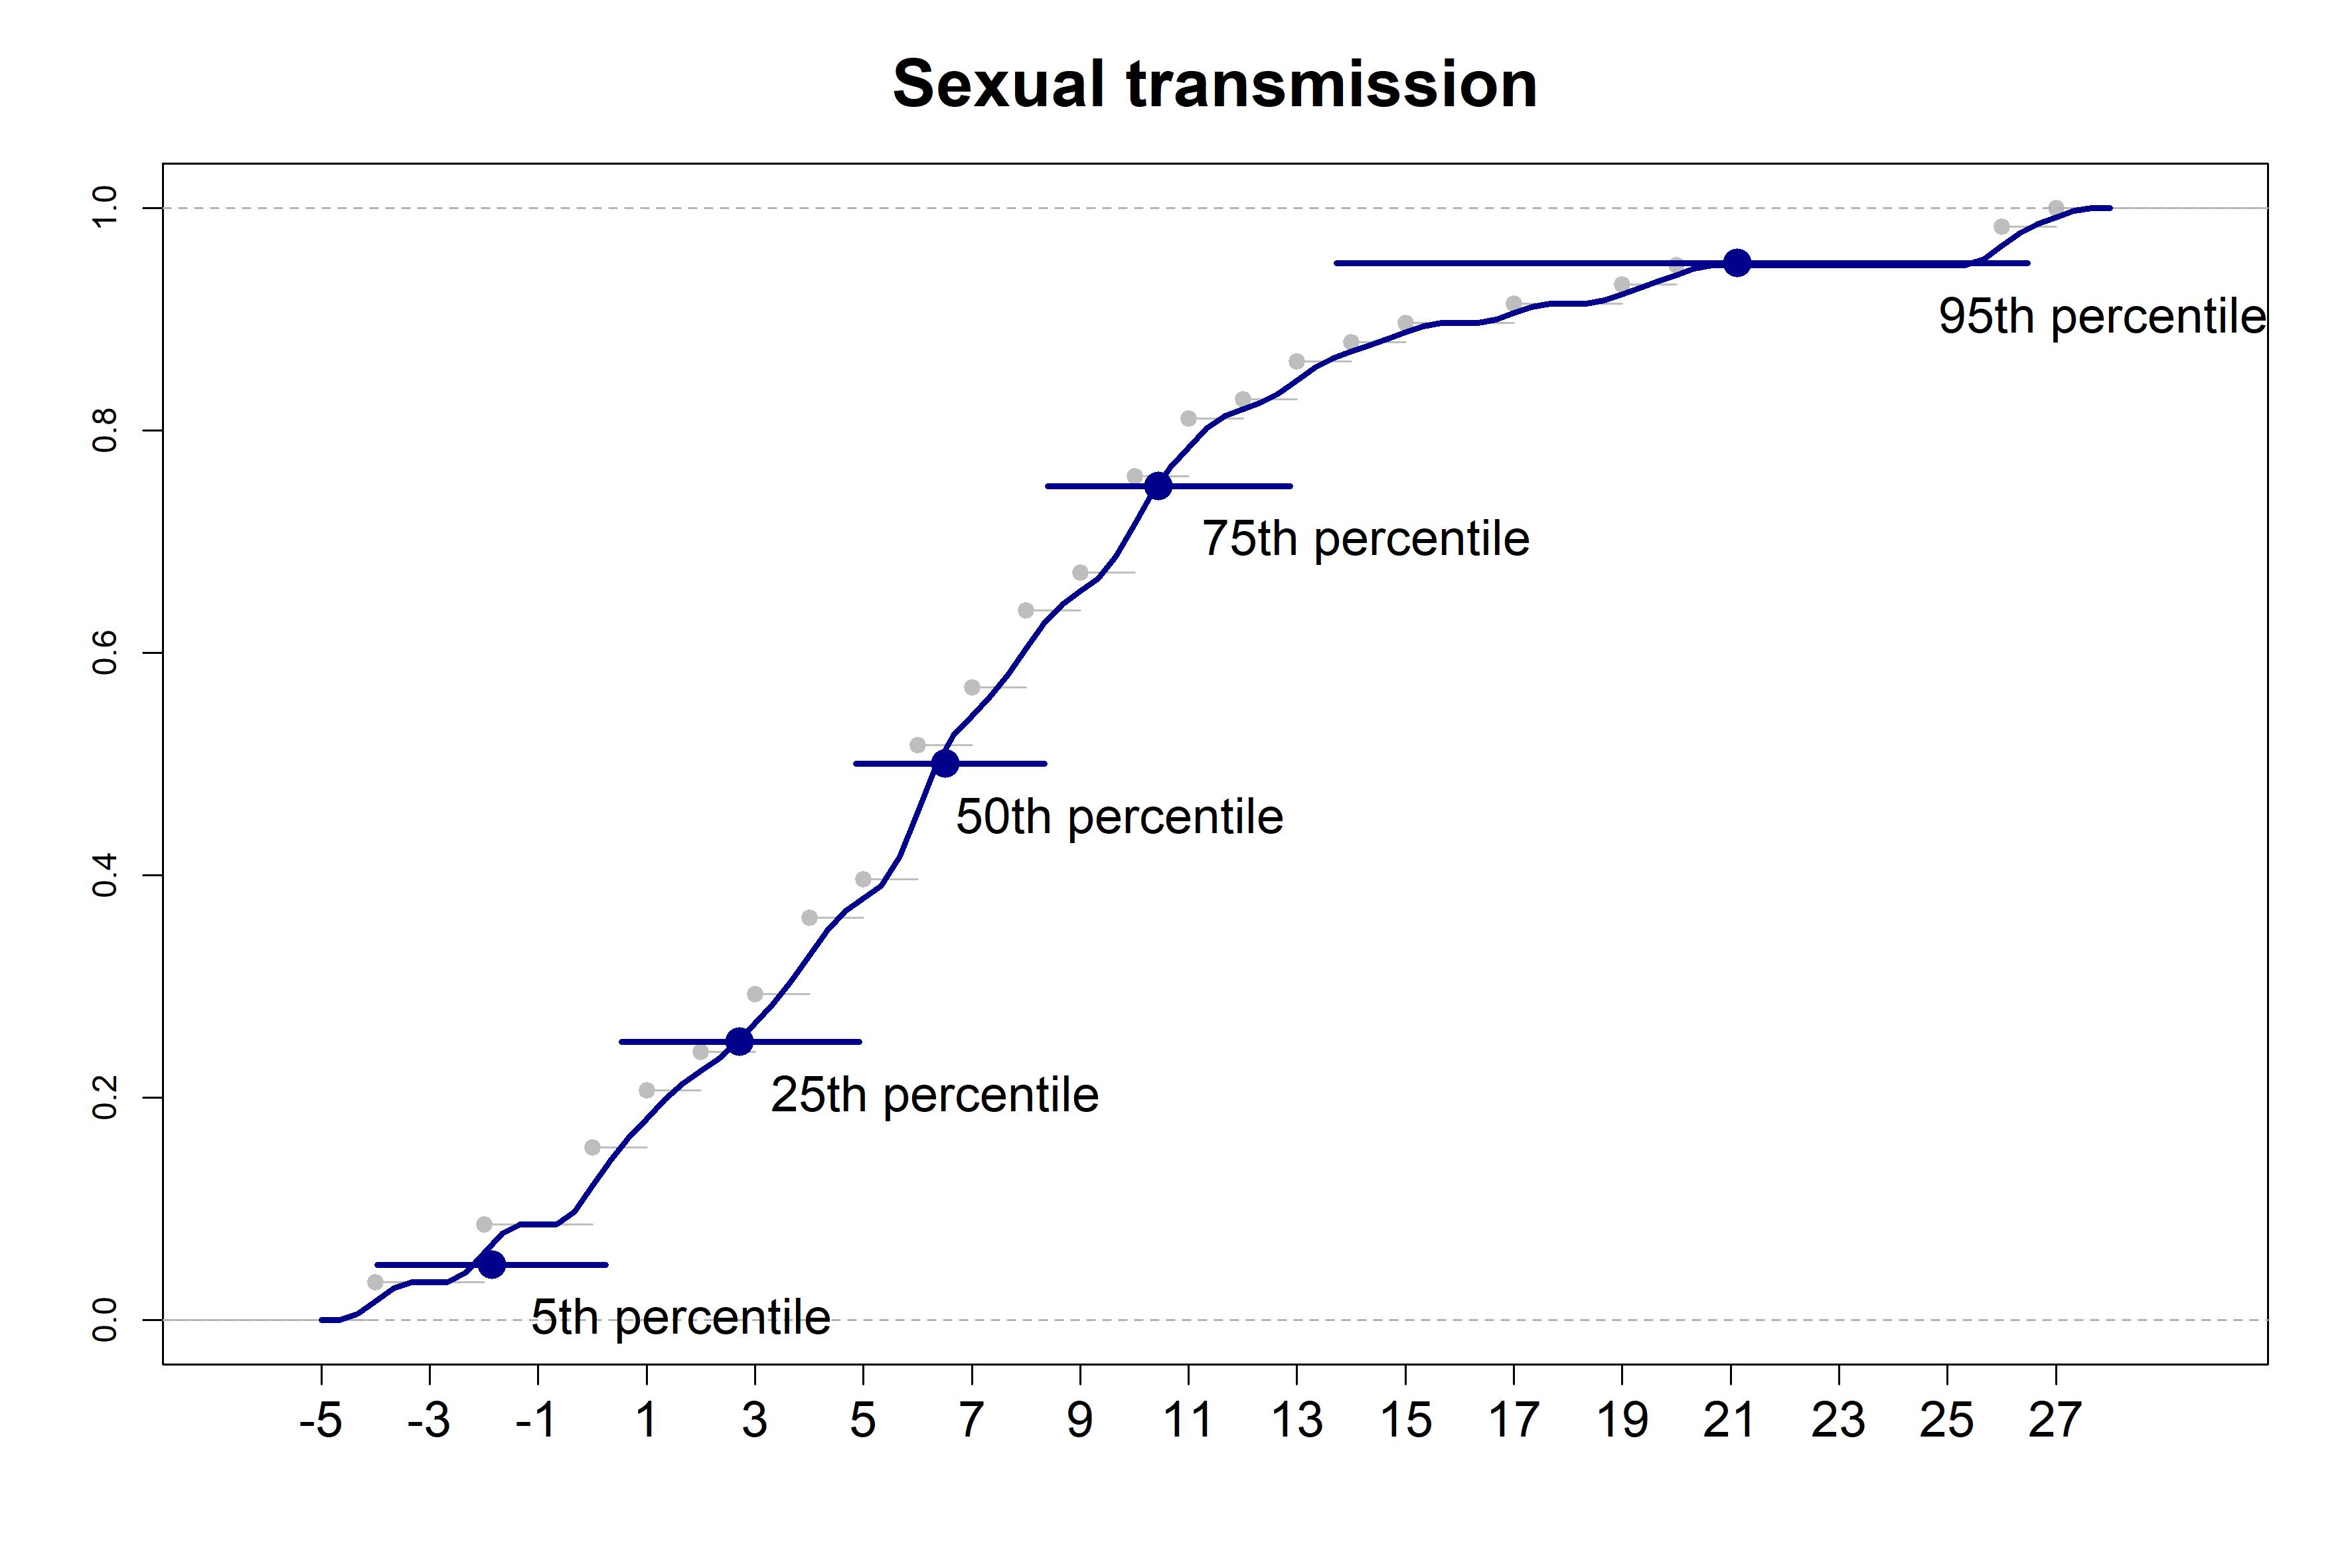 Sexual transmission
1.0
0.8
0.6
0.4
0.2
0.0
95th percentile
75th percentile
50th percentile
25th percentile
5th percentile
-5 -3 -1 1 3 5 7 9 11 13 15 17 19 21 23 25 27